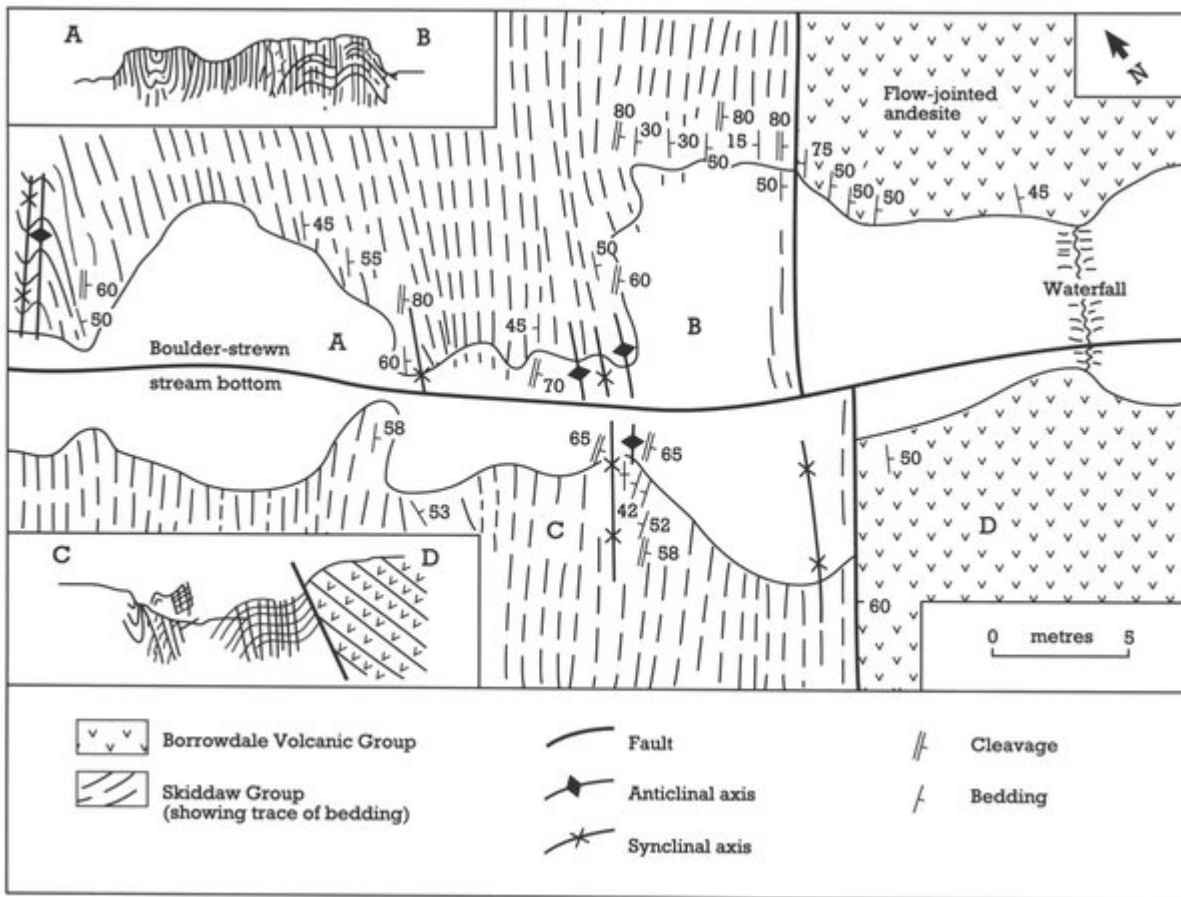 A
B
N
Flow-jointed
andesite
80
30
30
50
80
15
80
75
50
50
50
50
45
45
55
60
50
80
50
60
Waterfall
Boulder-strewn
stream bottom
A
60
45
70
B
58
53
65
65
42
52
58
C
50
D
60
C
D
0 metres 5
Borrowdale Volcanic Group
Skiddaw Group
(showing trace of bedding)
Fault
Anticlinal axis
Synclinal axis
Cleavage
Bedding